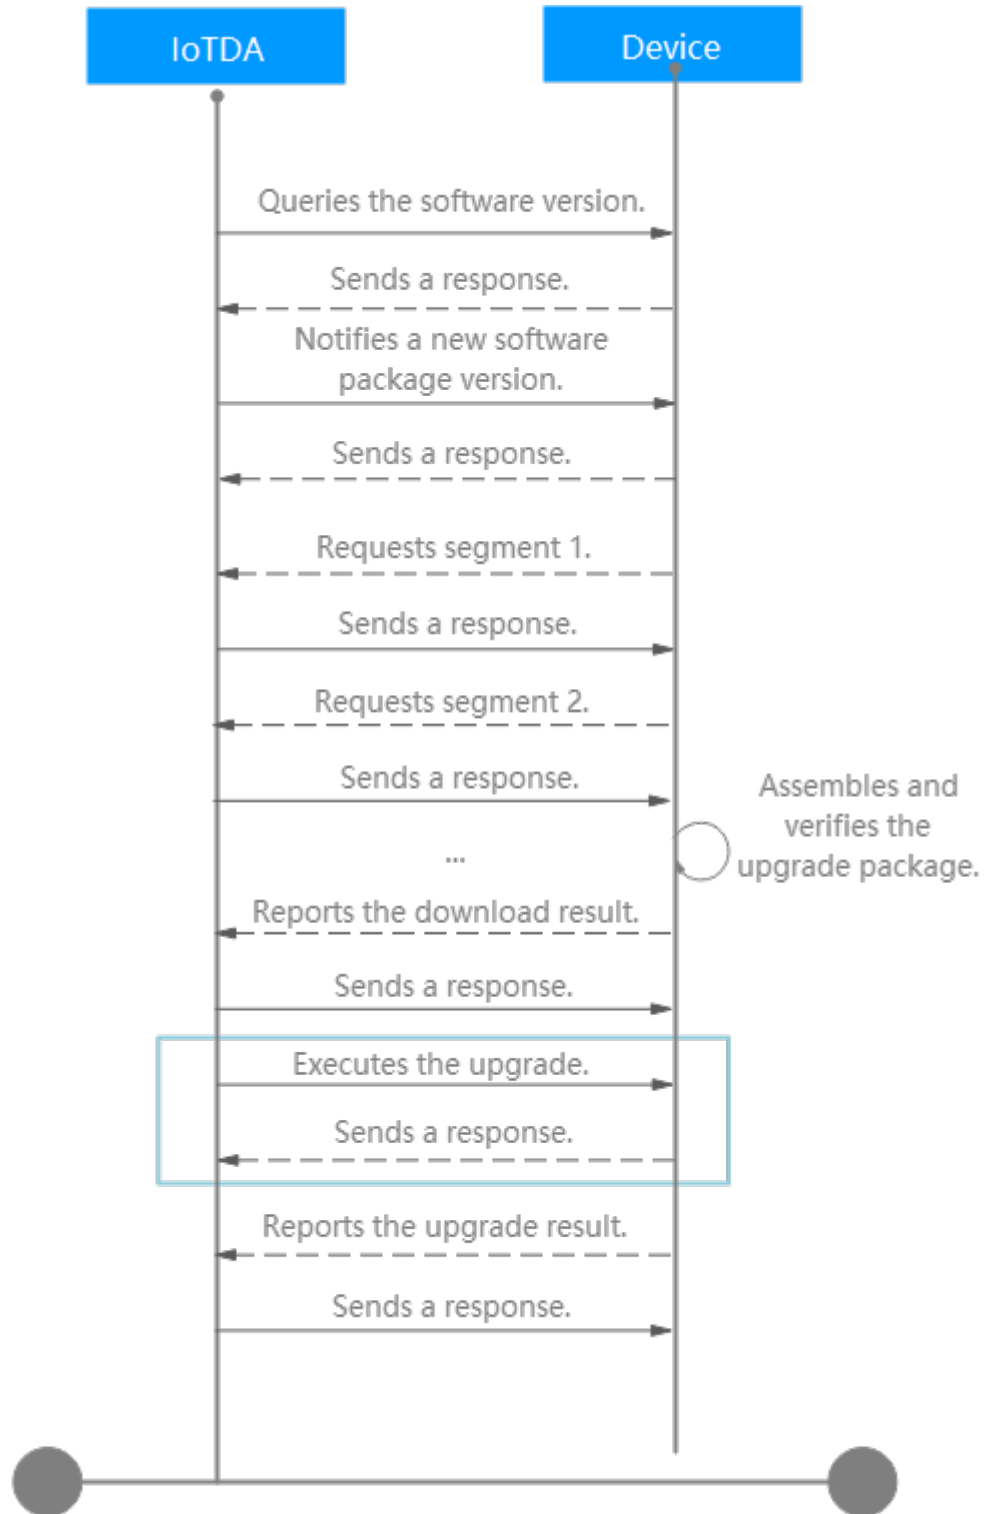 IoTDA
Device
Queries the software version.
Sends a response.
Notifies a new software
package version.
Sends a response.
Requests segment 1.
Sends a response.
Requests segment 2.
Sends a response.
Assembles and
verifies the
upgrade package.
...
Reports the download result.
Sends a response.
Executes the upgrade.
Sends a response.
Reports the upgrade result.
Sends a response.